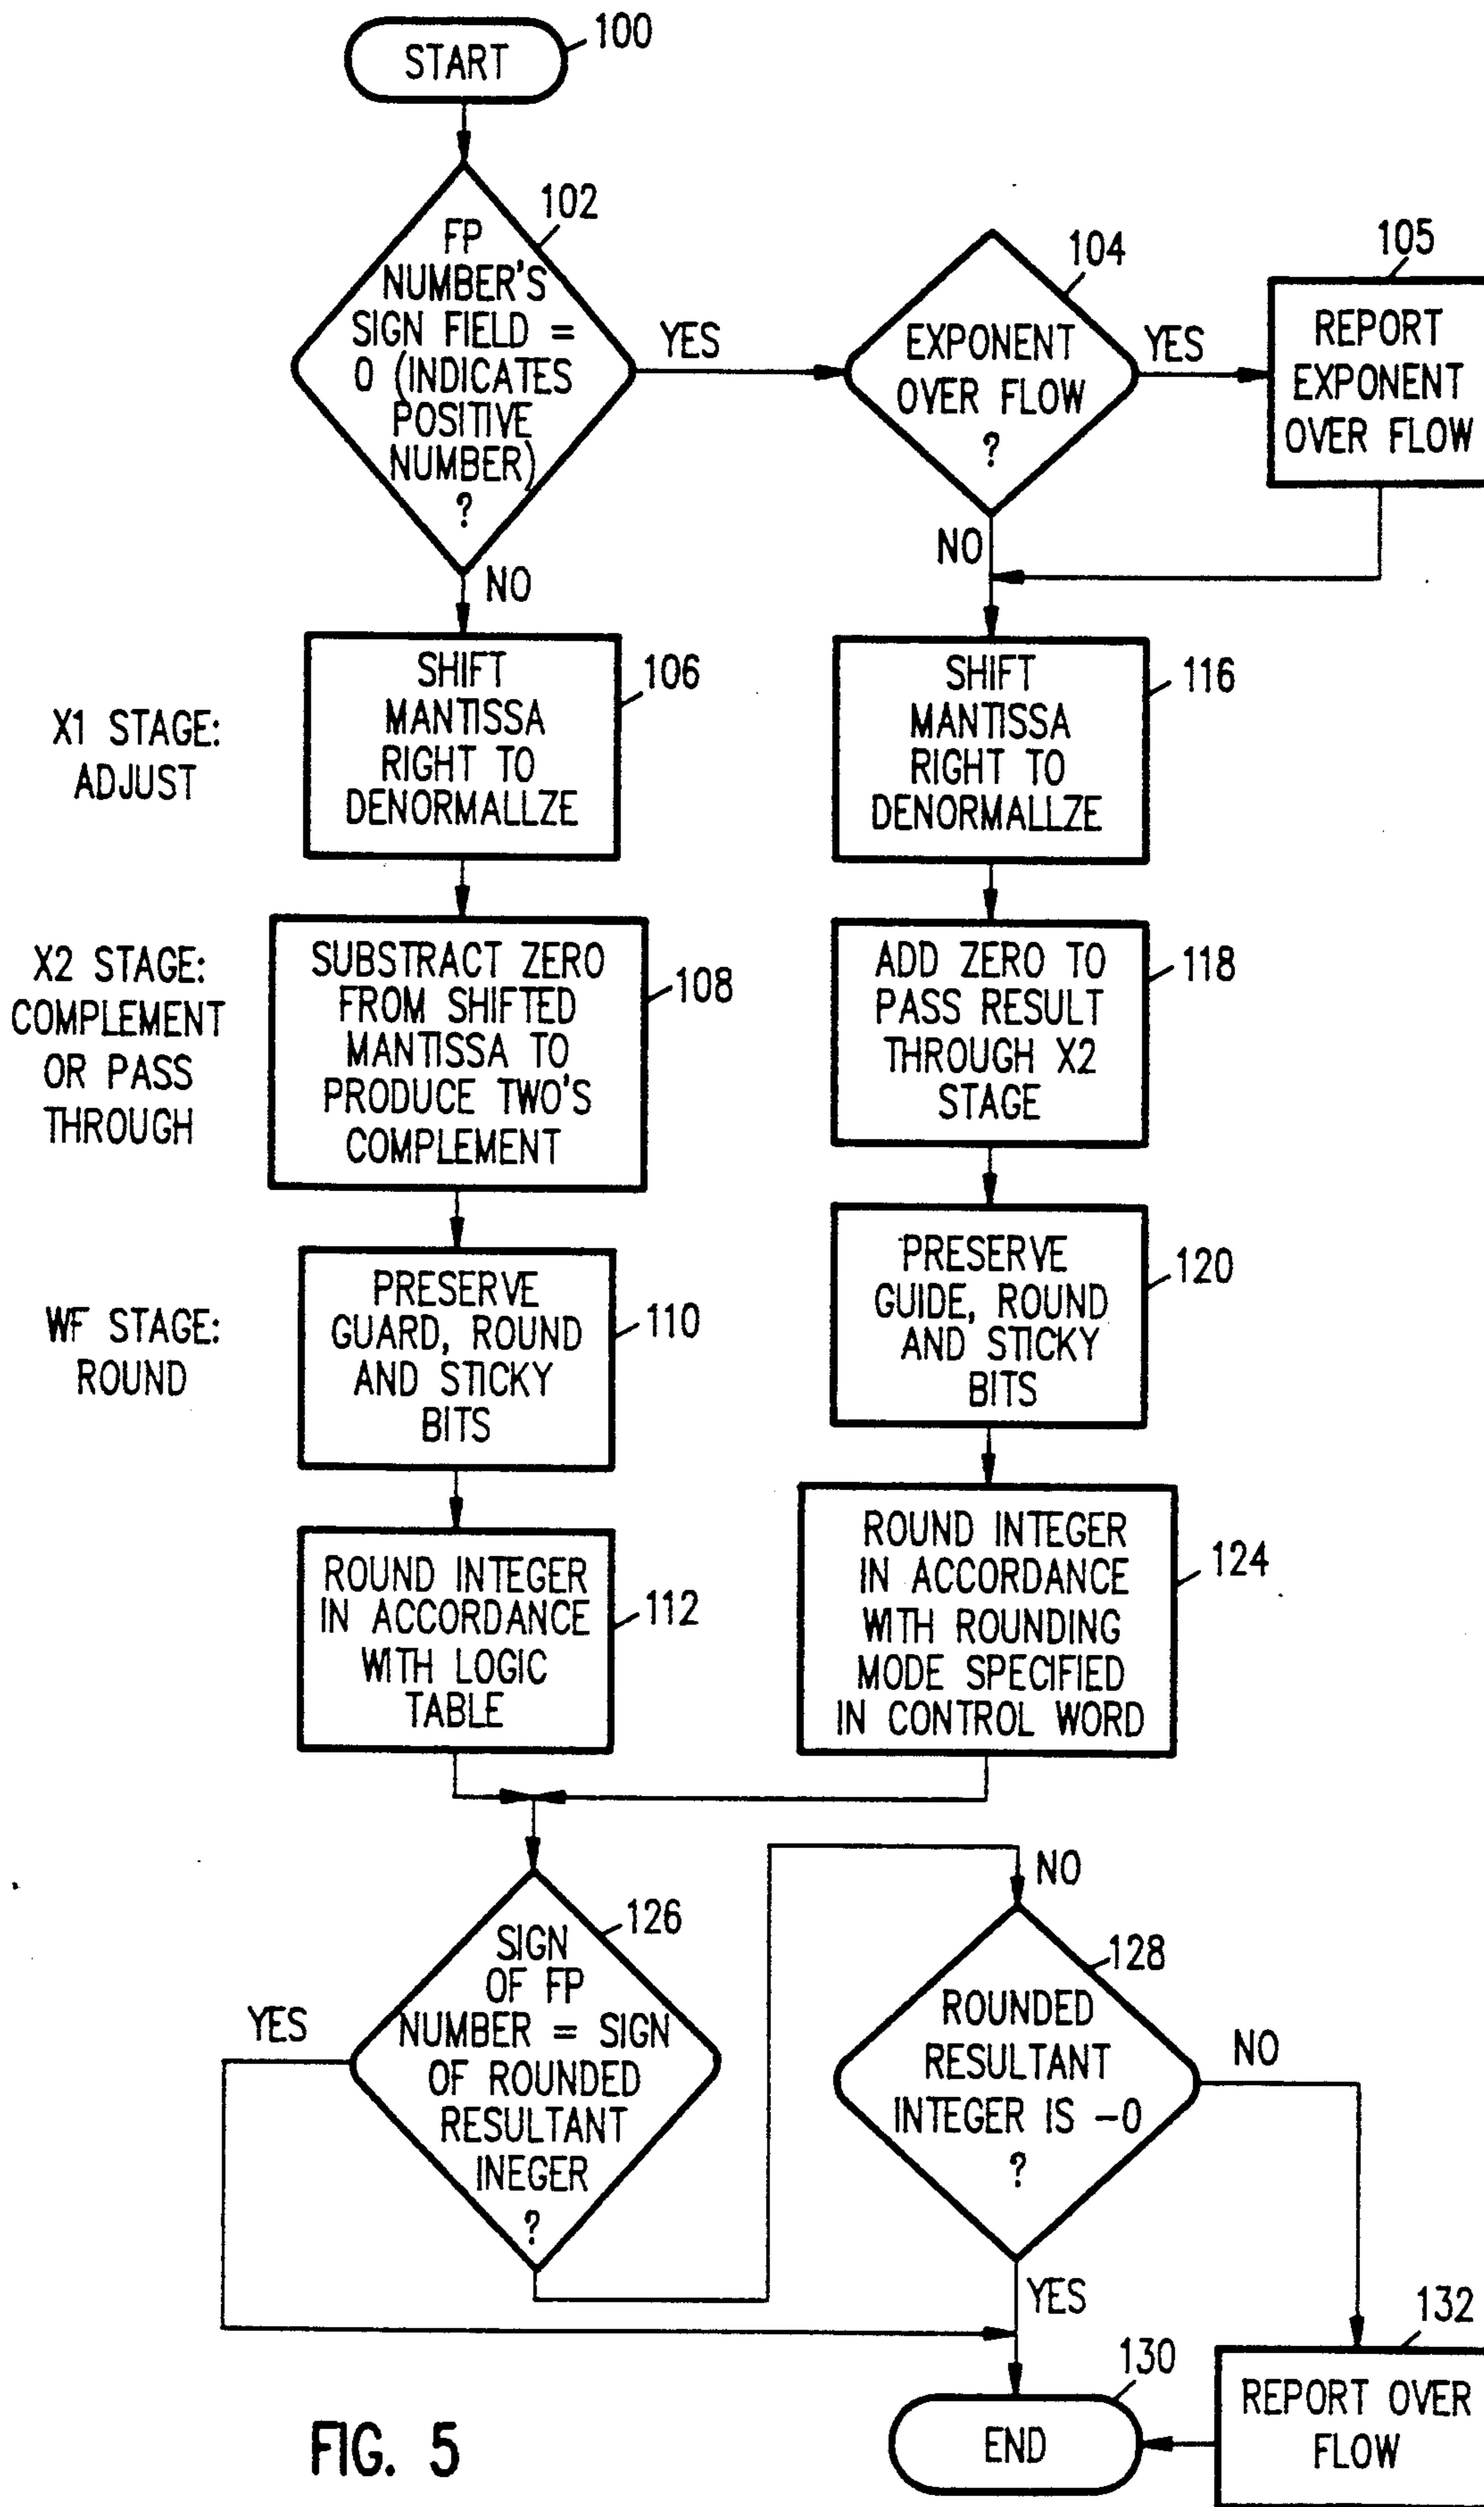 START
100
FP
NUMBER'S
SIGN FIELD =
0 (INDICATES
POSITIVE
NUMBER)
?
102
YES
NO
EXPONENT
OVER FLOW
?
104
YES
NO
REPORT
EXPONENT
OVER FLOW
105
X1 STAGE:
ADJUST
SHIFT
MANTISSA
RIGHT TO
DENORMALLZE
106
SHIFT
MANTISSA
RIGHT TO
DENORMALLZE
116
X2 STAGE:
COMPLEMENT
OR PASS
THROUGH
SUBSTRACT ZERO
FROM SHIFTED
MANTISSA TO
PRODUCE TWO'S
COMPLEMENT
108
ADD ZERO TO
PASS RESULT
THROUGH X2
STAGE
118
WF STAGE:
ROUND
PRESERVE
GUARD, ROUND
AND STICKY
BITS
110
PRESERVE
GUIDE, ROUND
AND STICKY
BITS
120
ROUND INTEGER
IN ACCORDANCE
WITH LOGIC
TABLE
112
ROUND INTEGER
IN ACCORDANCE
WITH ROUNDING
MODE SPECIFIED
IN CONTROL WORD
124
SIGN
OF FP
NUMBER = SIGN
OF ROUNDED
RESULTANT
INEGER
?
126
YES
NO
ROUNDED
RESULTANT
INTEGER IS -0
?
128
NO
YES
REPORT OVER
FLOW
132
END
130
FIG. 5